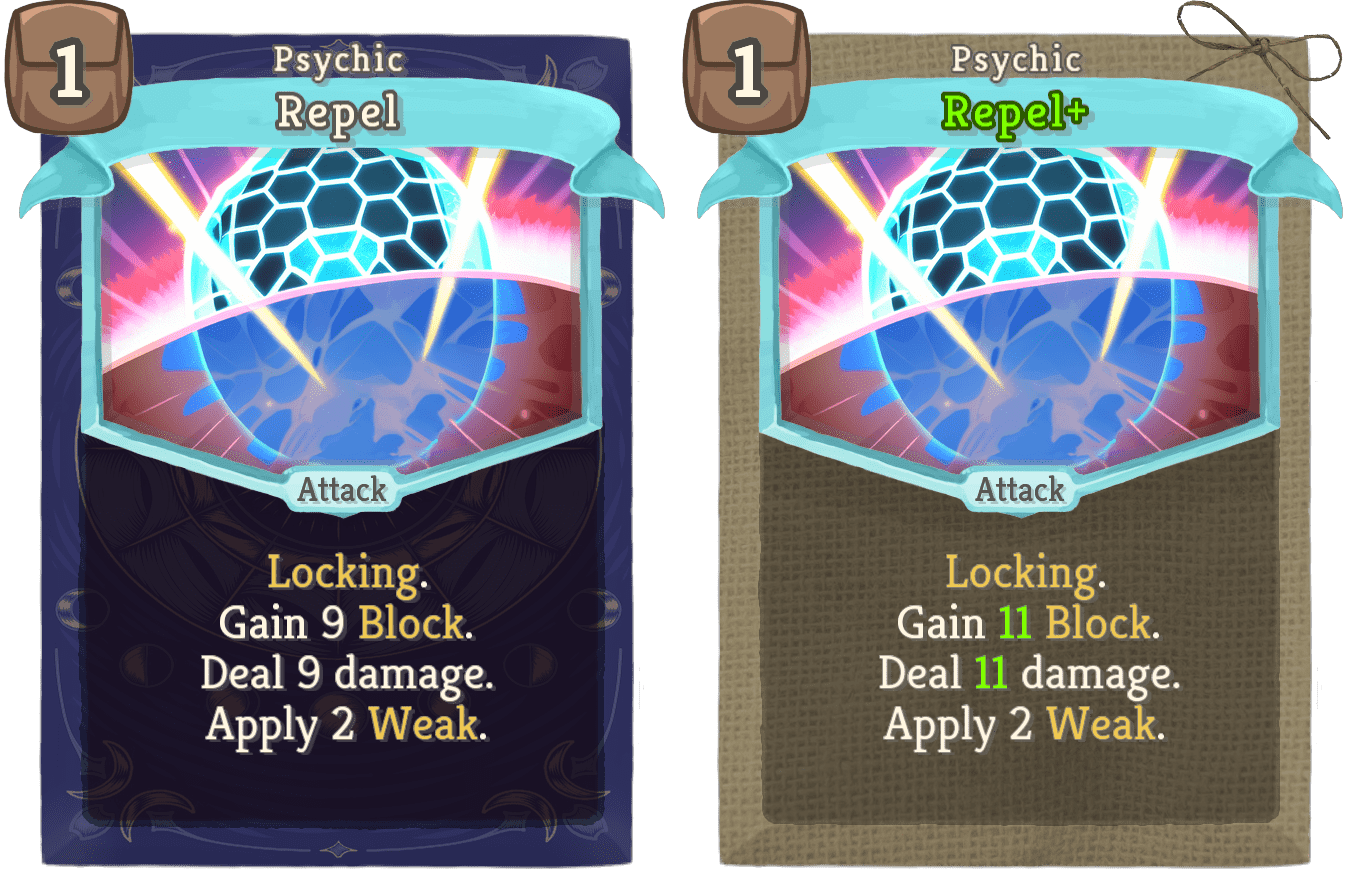 1
Psychic
Repel
Attack
Locking.
Gain 9 Block.
Deal 9 damage.
Apply 2 Weak.
1
Psychic
Repel+
Attack
Locking.
Gain 11 Block.
Deal 11 damage.
Apply 2 Weak.